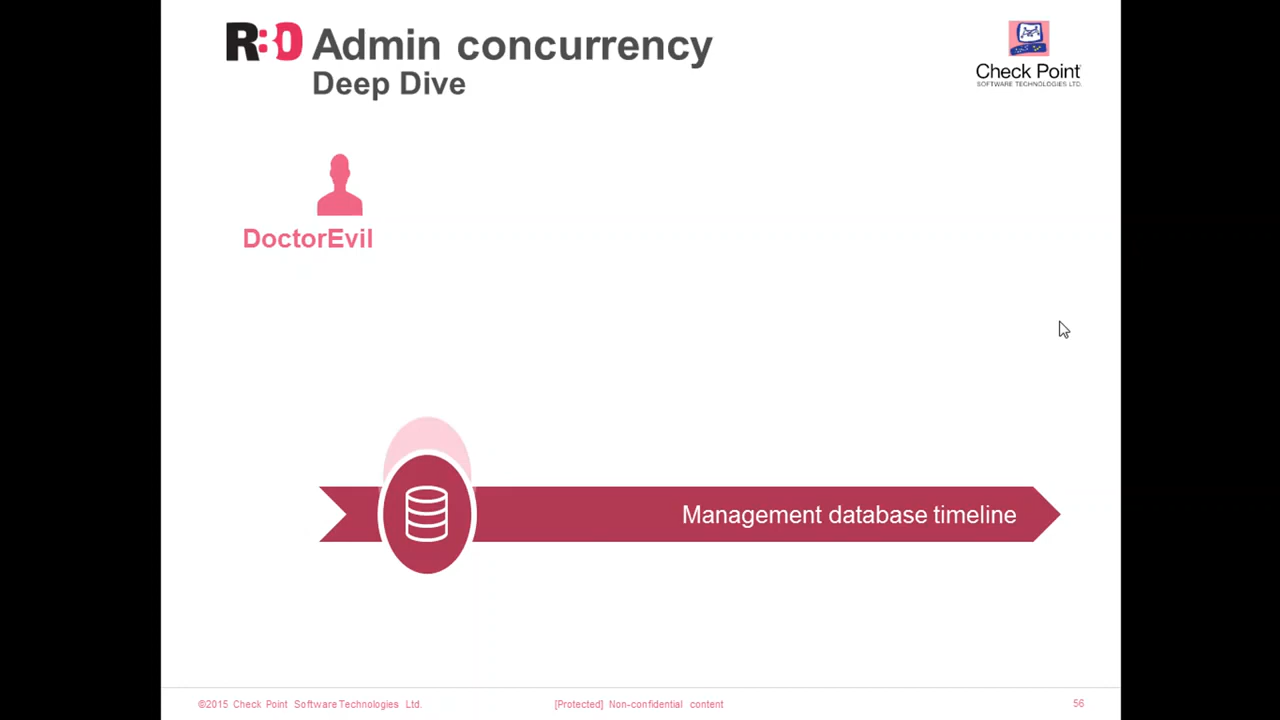 R:80 Admin concurrency
Deep Dive
Check Point
SOFTWARE TECHNOLOGIES LTD.
DoctorEvil
Management database timeline
©2015 Check Point Software Technologies Ltd.
[Protected] Non-confidential content
56